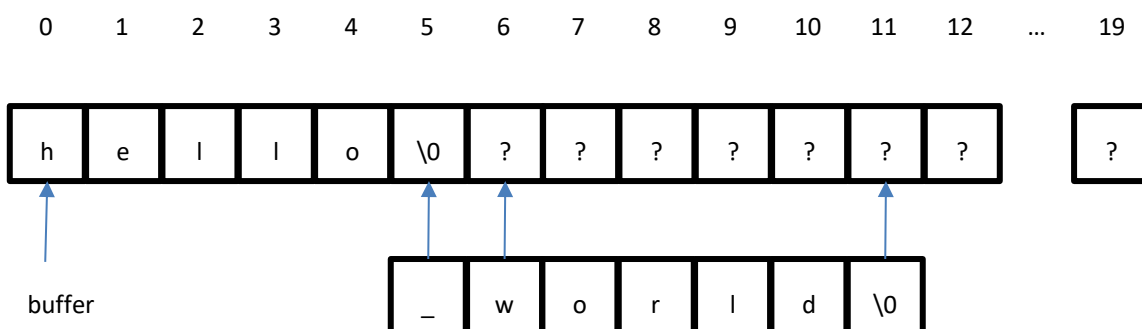 0 1 2 3 4 5 6 7 8 9 10 11 12 … 19
h e l l o \0 ? ? ? ? ? ? ? ?
buffer _ w o r l d \0